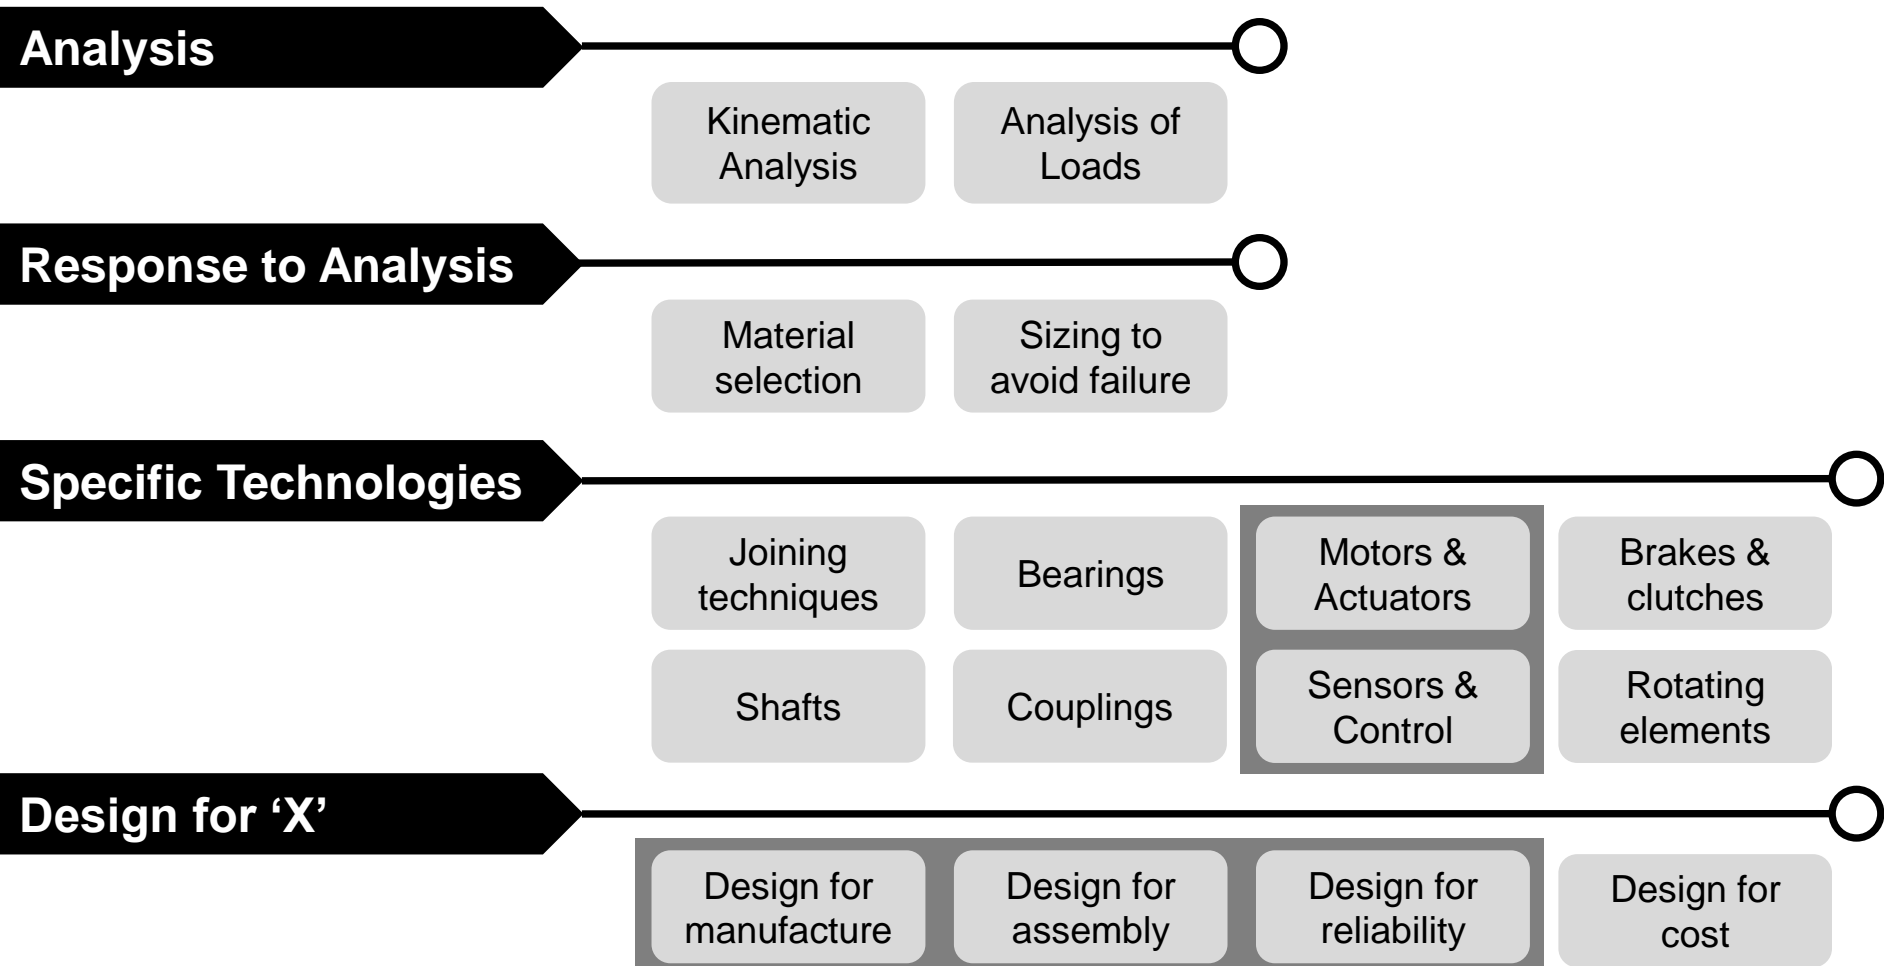 Analysis
Kinematic
Analysis
Analysis of
Loads
Response to Analysis
Material
selection
Sizing to
avoid failure
Specific Technologies
Joining
techniques
Bearings
Motors &
Actuators
Brakes &
clutches
Shafts
Couplings
Sensors &
Control
Rotating
elements
Design for ‘X’
Design for
manufacture
Design for
assembly
Design for
reliability
Design for
cost